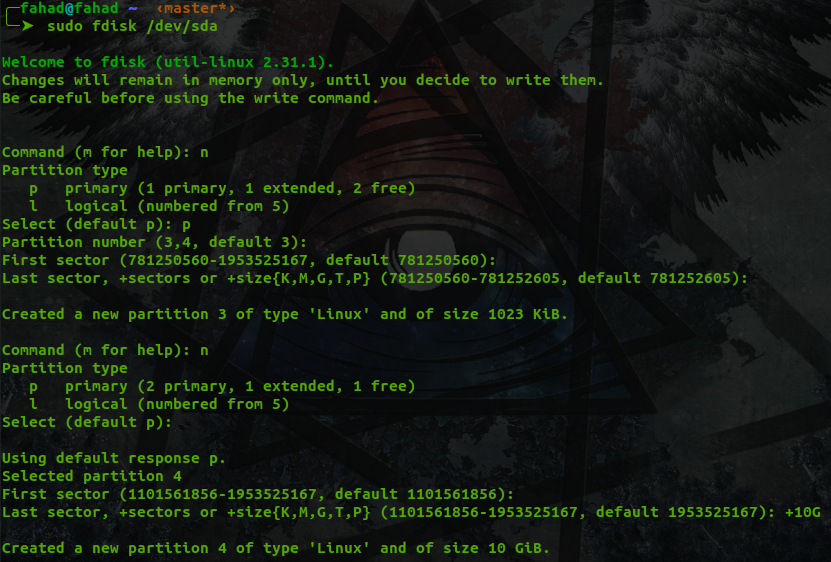 fahad@fahad ~ ‹master*›
➤ sudo fdisk /dev/sda
Welcome to fdisk (util-linux 2.31.1).
Changes will remain in memory only, until you decide to write them.
Be careful before using the write command.
Command (m for help): n
Partition type
   p   primary (1 primary, 1 extended, 2 free)
   l   logical (numbered from 5)
Select (default p): p
Partition number (3,4, default 3):
First sector (781250560-1953525167, default 781250560):
Last sector, +sectors or +size{K,M,G,T,P} (781250560-781252605, default 781252605):
Created a new partition 3 of type 'Linux' and of size 1023 KiB.
Command (m for help): n
Partition type
   p   primary (2 primary, 1 extended, 1 free)
   l   logical (numbered from 5)
Select (default p):
Using default response p.
Selected partition 4
First sector (1101561856-1953525167, default 1101561856):
Last sector, +sectors or +size{K,M,G,T,P} (1101561856-1953525167, default 1953525167): +10G
Created a new partition 4 of type 'Linux' and of size 10 GiB.